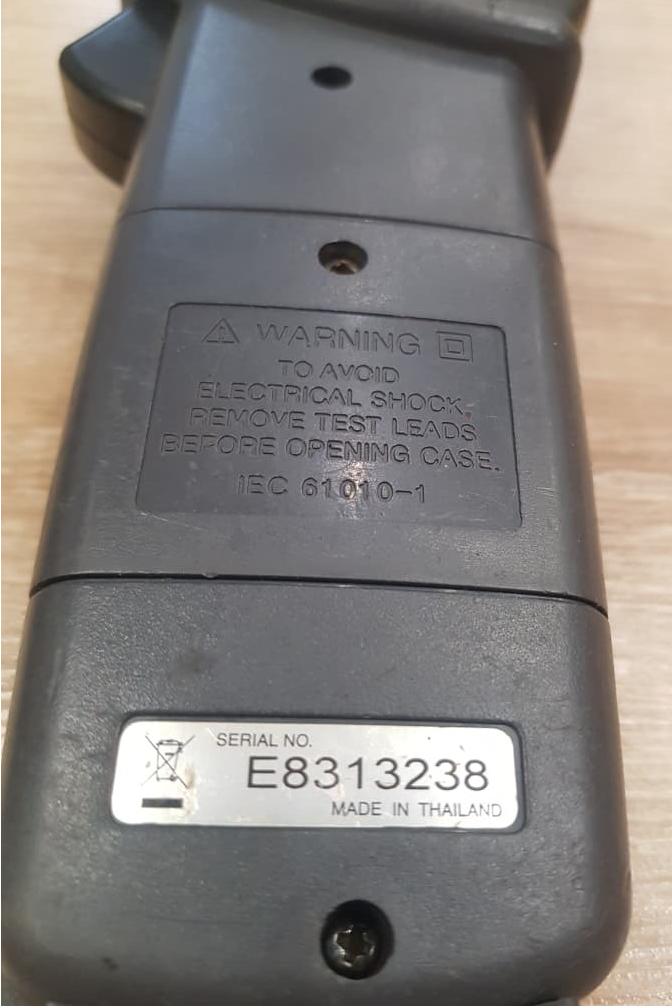 WARNING
TO AVOID
ELECTRICAL SHOCK,
REMOVE TEST LEADS
BEFORE OPENING CASE.
IEC 61010-1
SERIAL NO.
E8313238
MADE IN THAILAND